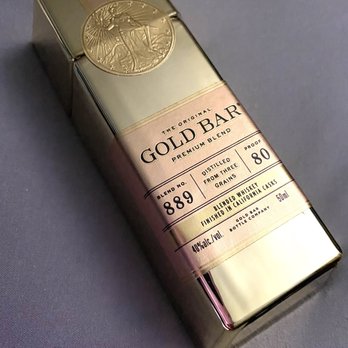 THE ORIGINAL
GOLD BAR
PREMIUM BLEND
BLEND NO.
889
DISTILLED
FROM THREE
GRAINS
PROOF
80
BLENDED WHISKEY
FINISHED IN CALIFORNIA CASKS
40%alc./vol.
GOLD BAR
BOTTLE COMPANY
50ml